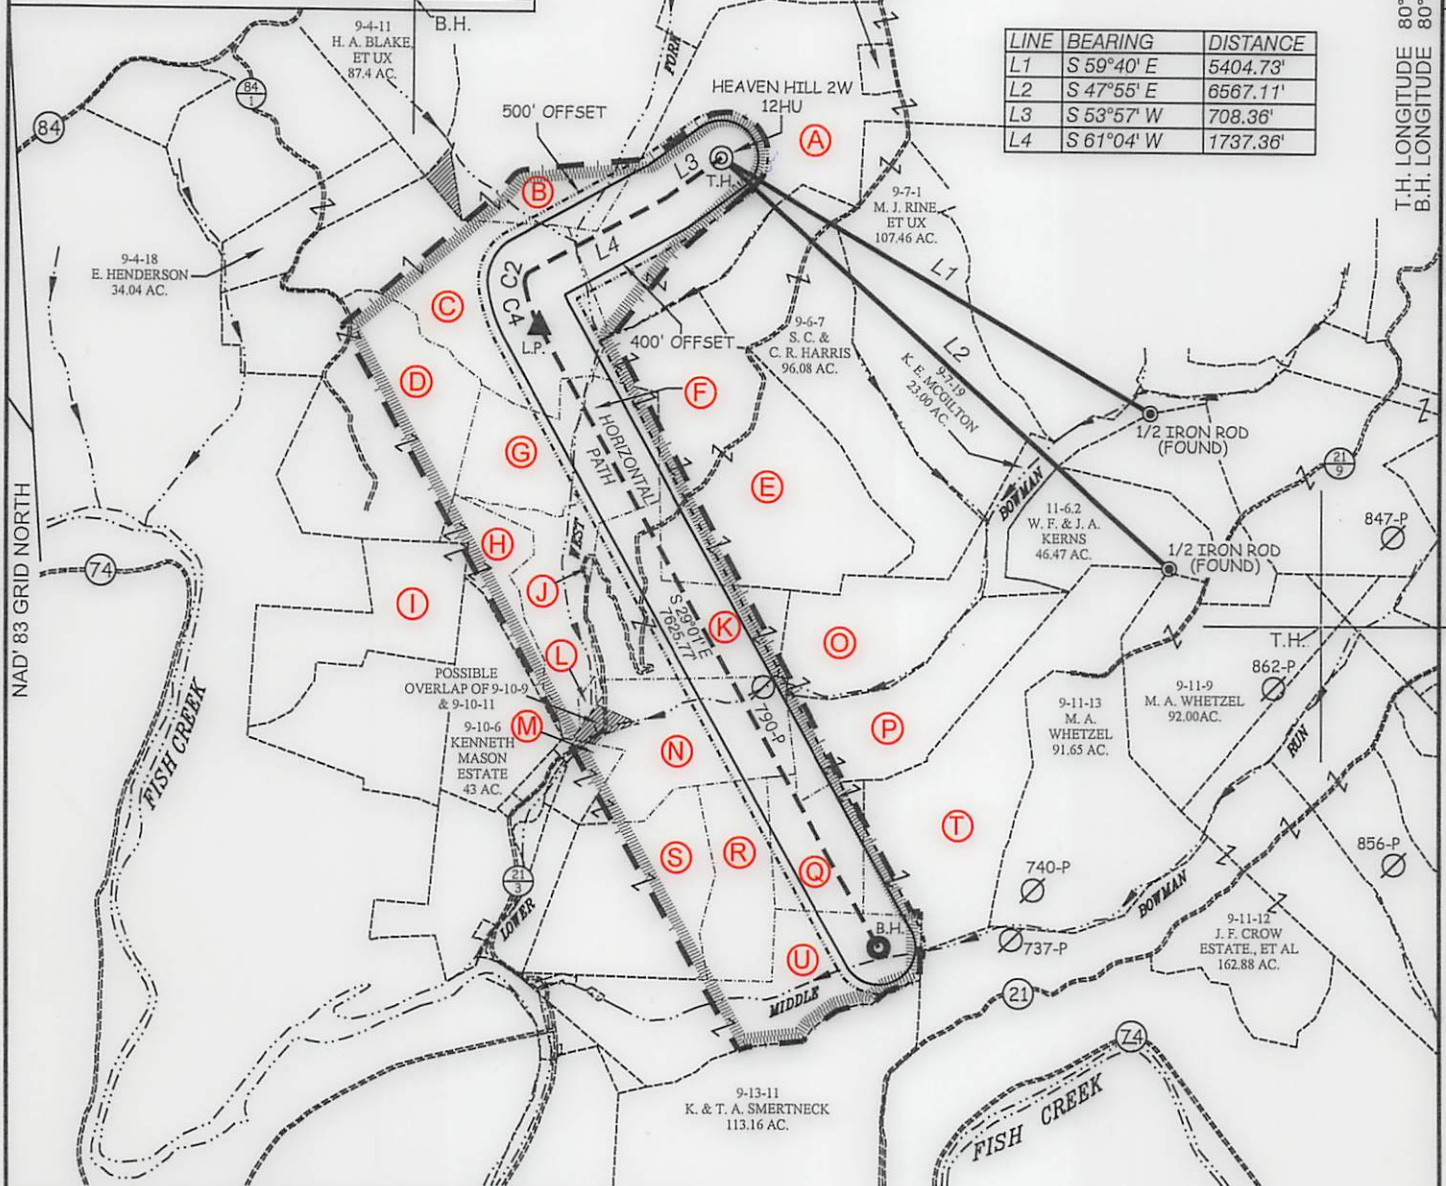 B.H.
9-4-11
H. A. BLAKE,
ET UX
87.4 AC.
84
1
84
FORK
500' OFFSET
HEAVEN HILL 2W
12HU
A
LINE BEARING DISTANCE
L1 S 59°40' E 5404.73'
L2 S 47°55' E 6567.11'
L3 S 53°57' W 708.36'
L4 S 61°04' W 1737.36'
T.H. LONGITUDE 80°
B.H. LONGITUDE 80°
B
L3
T.H.
9-7-1
M. J. RINE,
ET UX
107.46 AC.
9-4-18
E. HENDERSON
34.04 AC.
L4
C2
C4
L.P.
C
L1
L2
400' OFFSET
9-6-7
S. C. &
C. R. HARRIS
96.08 AC.
9-7-19
K. E. MCGILTON
23.00 AC.
D
F
HORIZONTAL
PATH
G
E
1/2 IRON ROD
(FOUND)
21
9
BOWMAN
11-6.2
W. F. & J. A.
KERNS
46.47 AC.
847-P
1/2 IRON ROD
(FOUND)
NAD' 83 GRID NORTH
74
H
WEST
I
J
S 29°01' E
7625.77'
K
O
T.H.
862-P
L
POSSIBLE
OVERLAP OF 9-10-9
& 9-10-11
M
9-10-6
KENNETH
MASON
ESTATE
43 AC.
790-P
N
P
9-11-13
M. A.
WHETZEL
91.65 AC.
9-11-9
M. A. WHETZEL
92.00AC.
RUN
FISH CREEK
T
S
R
Q
740-P
856-P
21
3
LOWER
BOWMAN
B.H.
737-P
9-11-12
J. F. CROW
ESTATE., ET AL
162.88 AC.
U
MIDDLE
21
74
9-13-11
K. & T. A. SMERTNECK
113.16 AC.
FISH CREEK